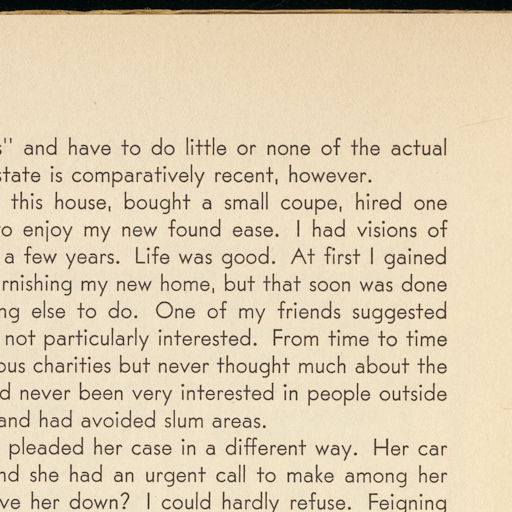 s" and have to do little or none of the actual
state is comparatively recent, however.
this house, bought a small coupe, hired one
to enjoy my new found ease. I had visions of
a few years. Life was good. At first I gained
rnishing my new home, but that soon was done
ng else to do. One of my friends suggested
not particularly interested. From time to time
ous charities but never thought much about the
d never been very interested in people outside
and had avoided slum areas.
pleaded her case in a different way. Her car
nd she had an urgent call to make among her
ve her down? I could hardly refuse. Feigning